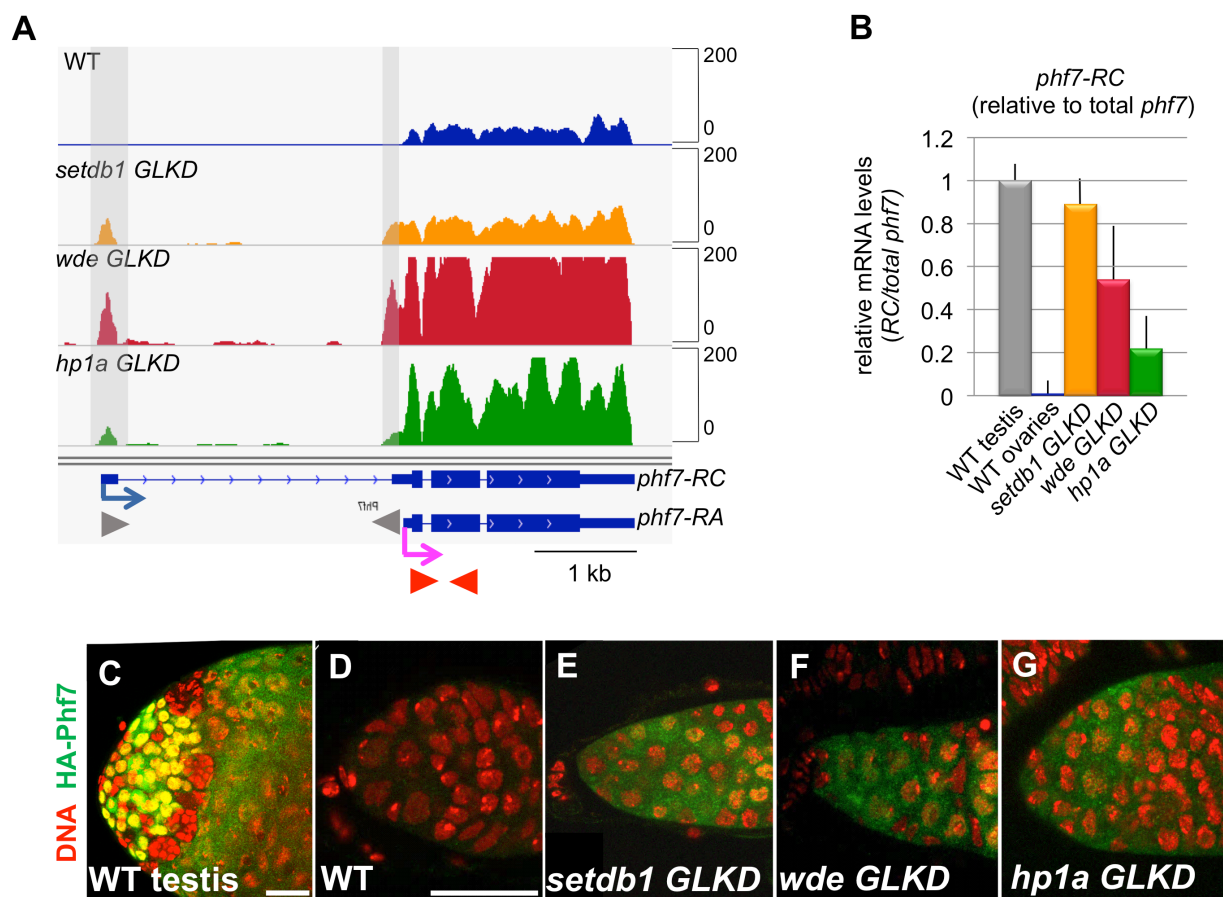 A
WT
200
0
setdb1 GLKD
200
0
wde GLKD
200
0
hp1a GLKD
200
0
phf7-RC
Phf7
phf7-RA
1 kb
B
phf7-RC
(relative to total phf7)
relative mRNA levels
(RC/total phf7)
1.2
1
0.8
0.6
0.4
0.2
0
WT testis
WT ovaries
setdb1 GLKD
wde GLKD
hp1a GLKD
DNA HA-Phf7
C
WT testis
D
WT
E
setdb1 GLKD
F
wde GLKD
G
hp1a GLKD